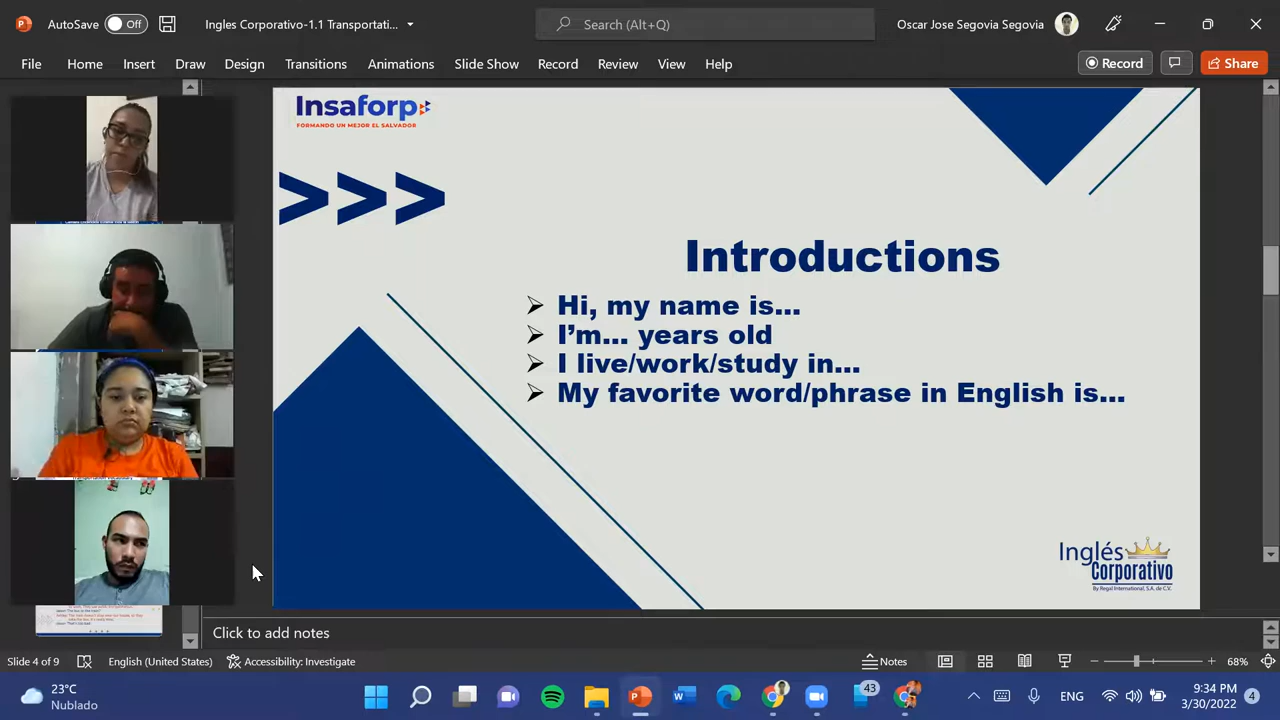 AutoSave Off Ingles Corporativo-1.1 Transportati... Search (Alt+Q) Oscar Jose Segovia Segovia
File Home Insert Draw Design Transitions Animations Slide Show Record Review View Help Record Share
Insaforp
FORMANDO UN MEJOR EL SALVADOR
>>>
Introductions
Hi, my name is...
I'm... years old
I live/work/study in...
My favorite word/phrase in English is...
Inglés
Corporativo
By Regal International, S.A. de C.V.
Click to add notes
Slide 4 of 9 English (United States) Accessibility: Investigate Notes 68%
23°C
Nublado
43
ENG
9:34 PM
3/30/2022
4